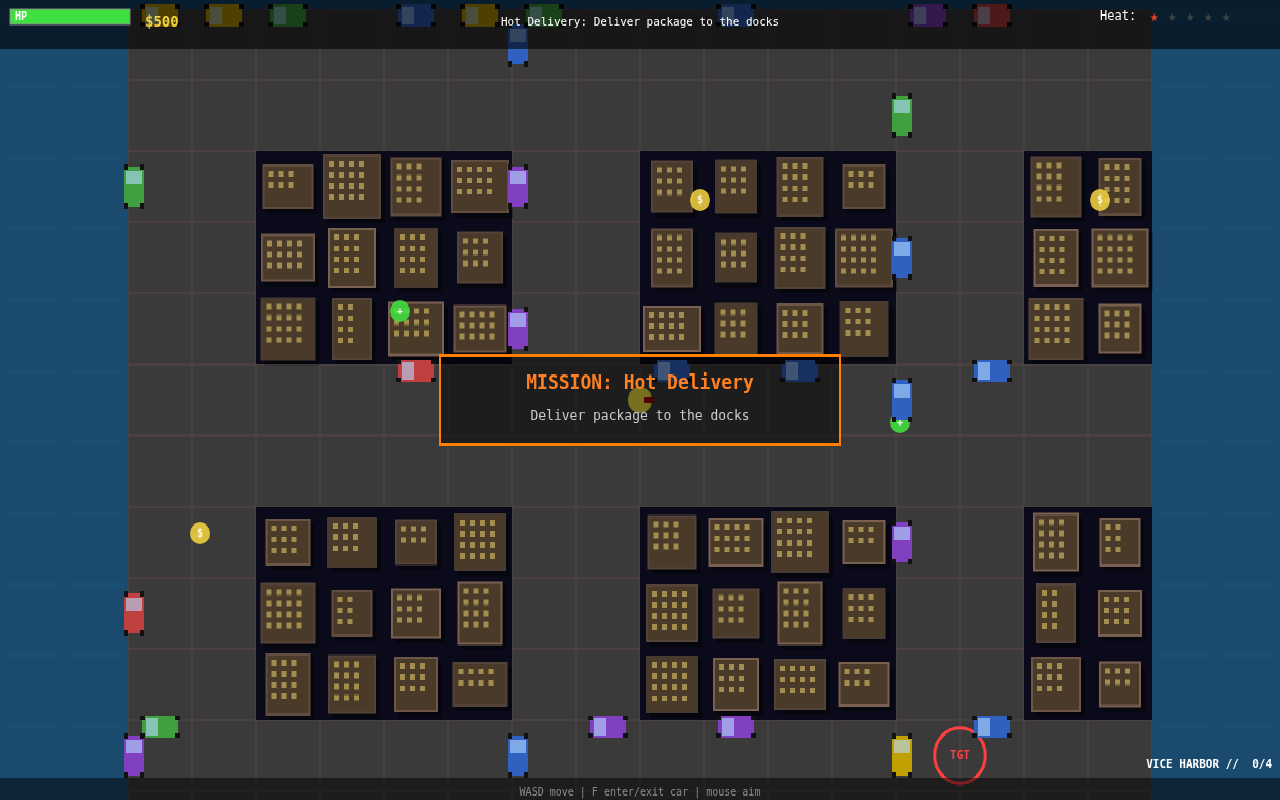 HP
$500
Hot Delivery: Deliver package to the docks
Heat: ★ ★ ★ ★ ★
$
$
+
MISSION: Hot Delivery
Deliver package to the docks
+
$
TGT
VICE HARBOR // 0/4
WASD move | F enter/exit car | mouse aim